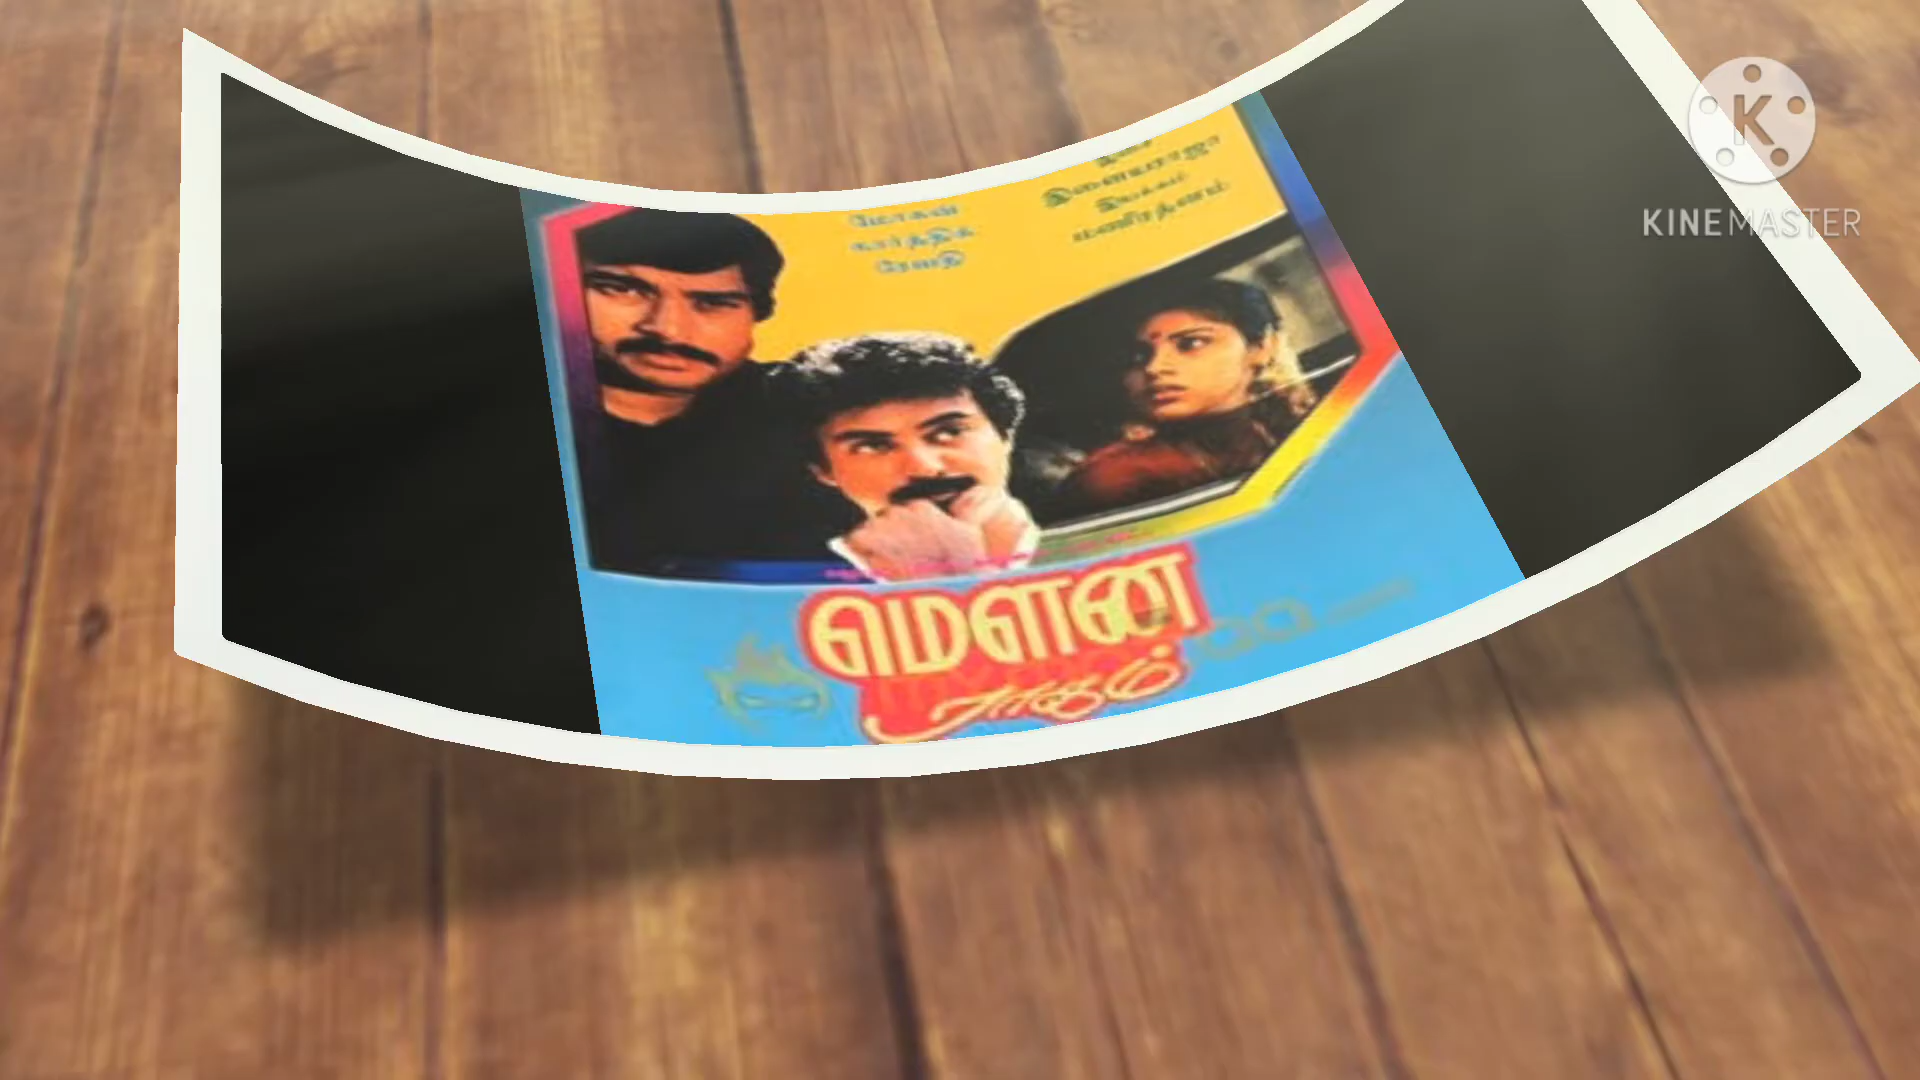 மோகன்
கார்த்திக்
ரேவதி
இசை
இளையராஜா
இயக்கம்
மணிரத்னம்
மௌன
ராகம்
KINEMASTER